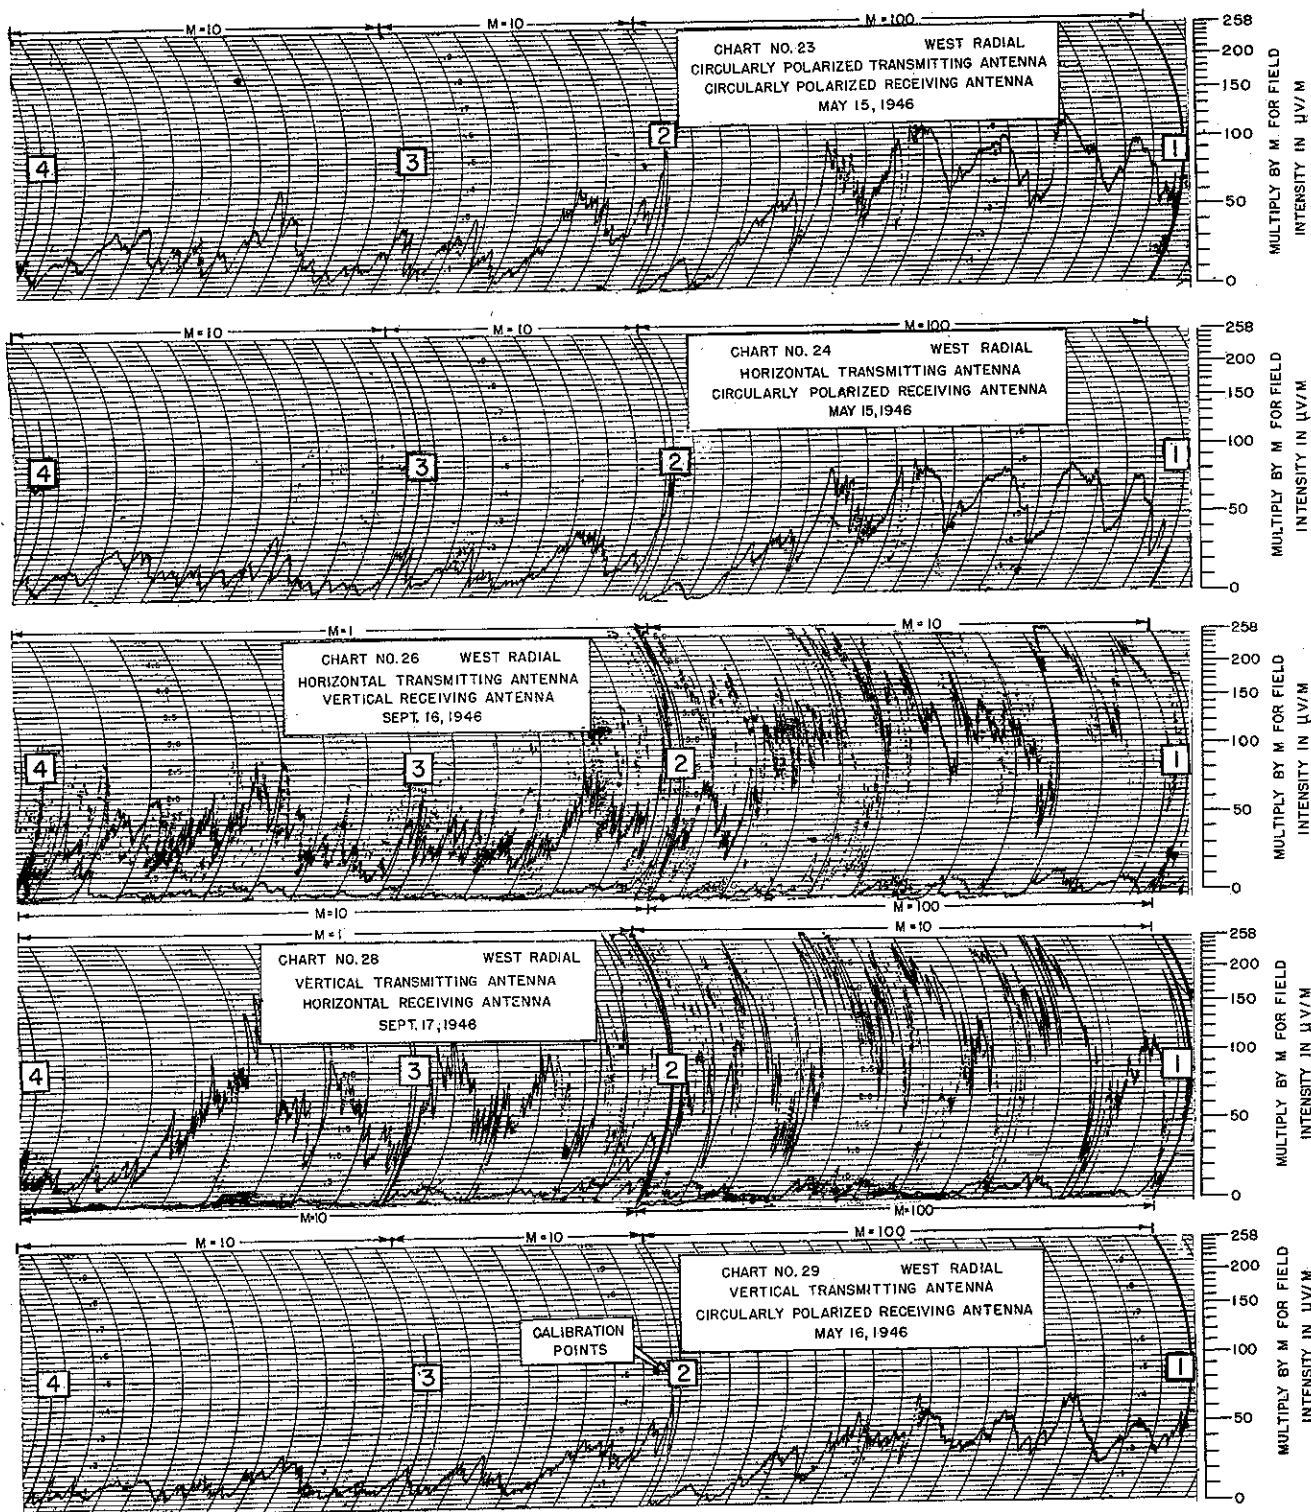 M=10 M=10 M=100
CHART NO. 23 WEST RADIAL
CIRCULARLY POLARIZED TRANSMITTING ANTENNA
CIRCULARLY POLARIZED RECEIVING ANTENNA
MAY 15, 1946
4 3 2 1
258
200
150
100
50
0
MULTIPLY BY M FOR FIELD
INTENSITY IN µV/M
M=10 M=10 M=100
CHART NO. 24 WEST RADIAL
HORIZONTAL TRANSMITTING ANTENNA
CIRCULARLY POLARIZED RECEIVING ANTENNA
MAY 15, 1946
4 3 2 1
258
200
150
100
50
0
MULTIPLY BY M FOR FIELD
INTENSITY IN µV/M
M=1 M=10
CHART NO. 26 WEST RADIAL
HORIZONTAL TRANSMITTING ANTENNA
VERTICAL RECEIVING ANTENNA
SEPT. 16, 1946
4 3 2 1
258
200
150
100
50
0
MULTIPLY BY M FOR FIELD
INTENSITY IN µV/M
M=10 M=100
M=1 M=10
CHART NO. 28 WEST RADIAL
VERTICAL TRANSMITTING ANTENNA
HORIZONTAL RECEIVING ANTENNA
SEPT. 17, 1946
4 3 2 1
258
200
150
100
50
0
MULTIPLY BY M FOR FIELD
INTENSITY IN µV/M
M=10 M=100
M=10 M=10 M=100
CHART NO. 29 WEST RADIAL
VERTICAL TRANSMITTING ANTENNA
CIRCULARLY POLARIZED RECEIVING ANTENNA
MAY 16, 1946
CALIBRATION
POINTS
4 3 2 1
258
200
150
100
50
0
MULTIPLY BY M FOR FIELD
INTENSITY IN µV/M